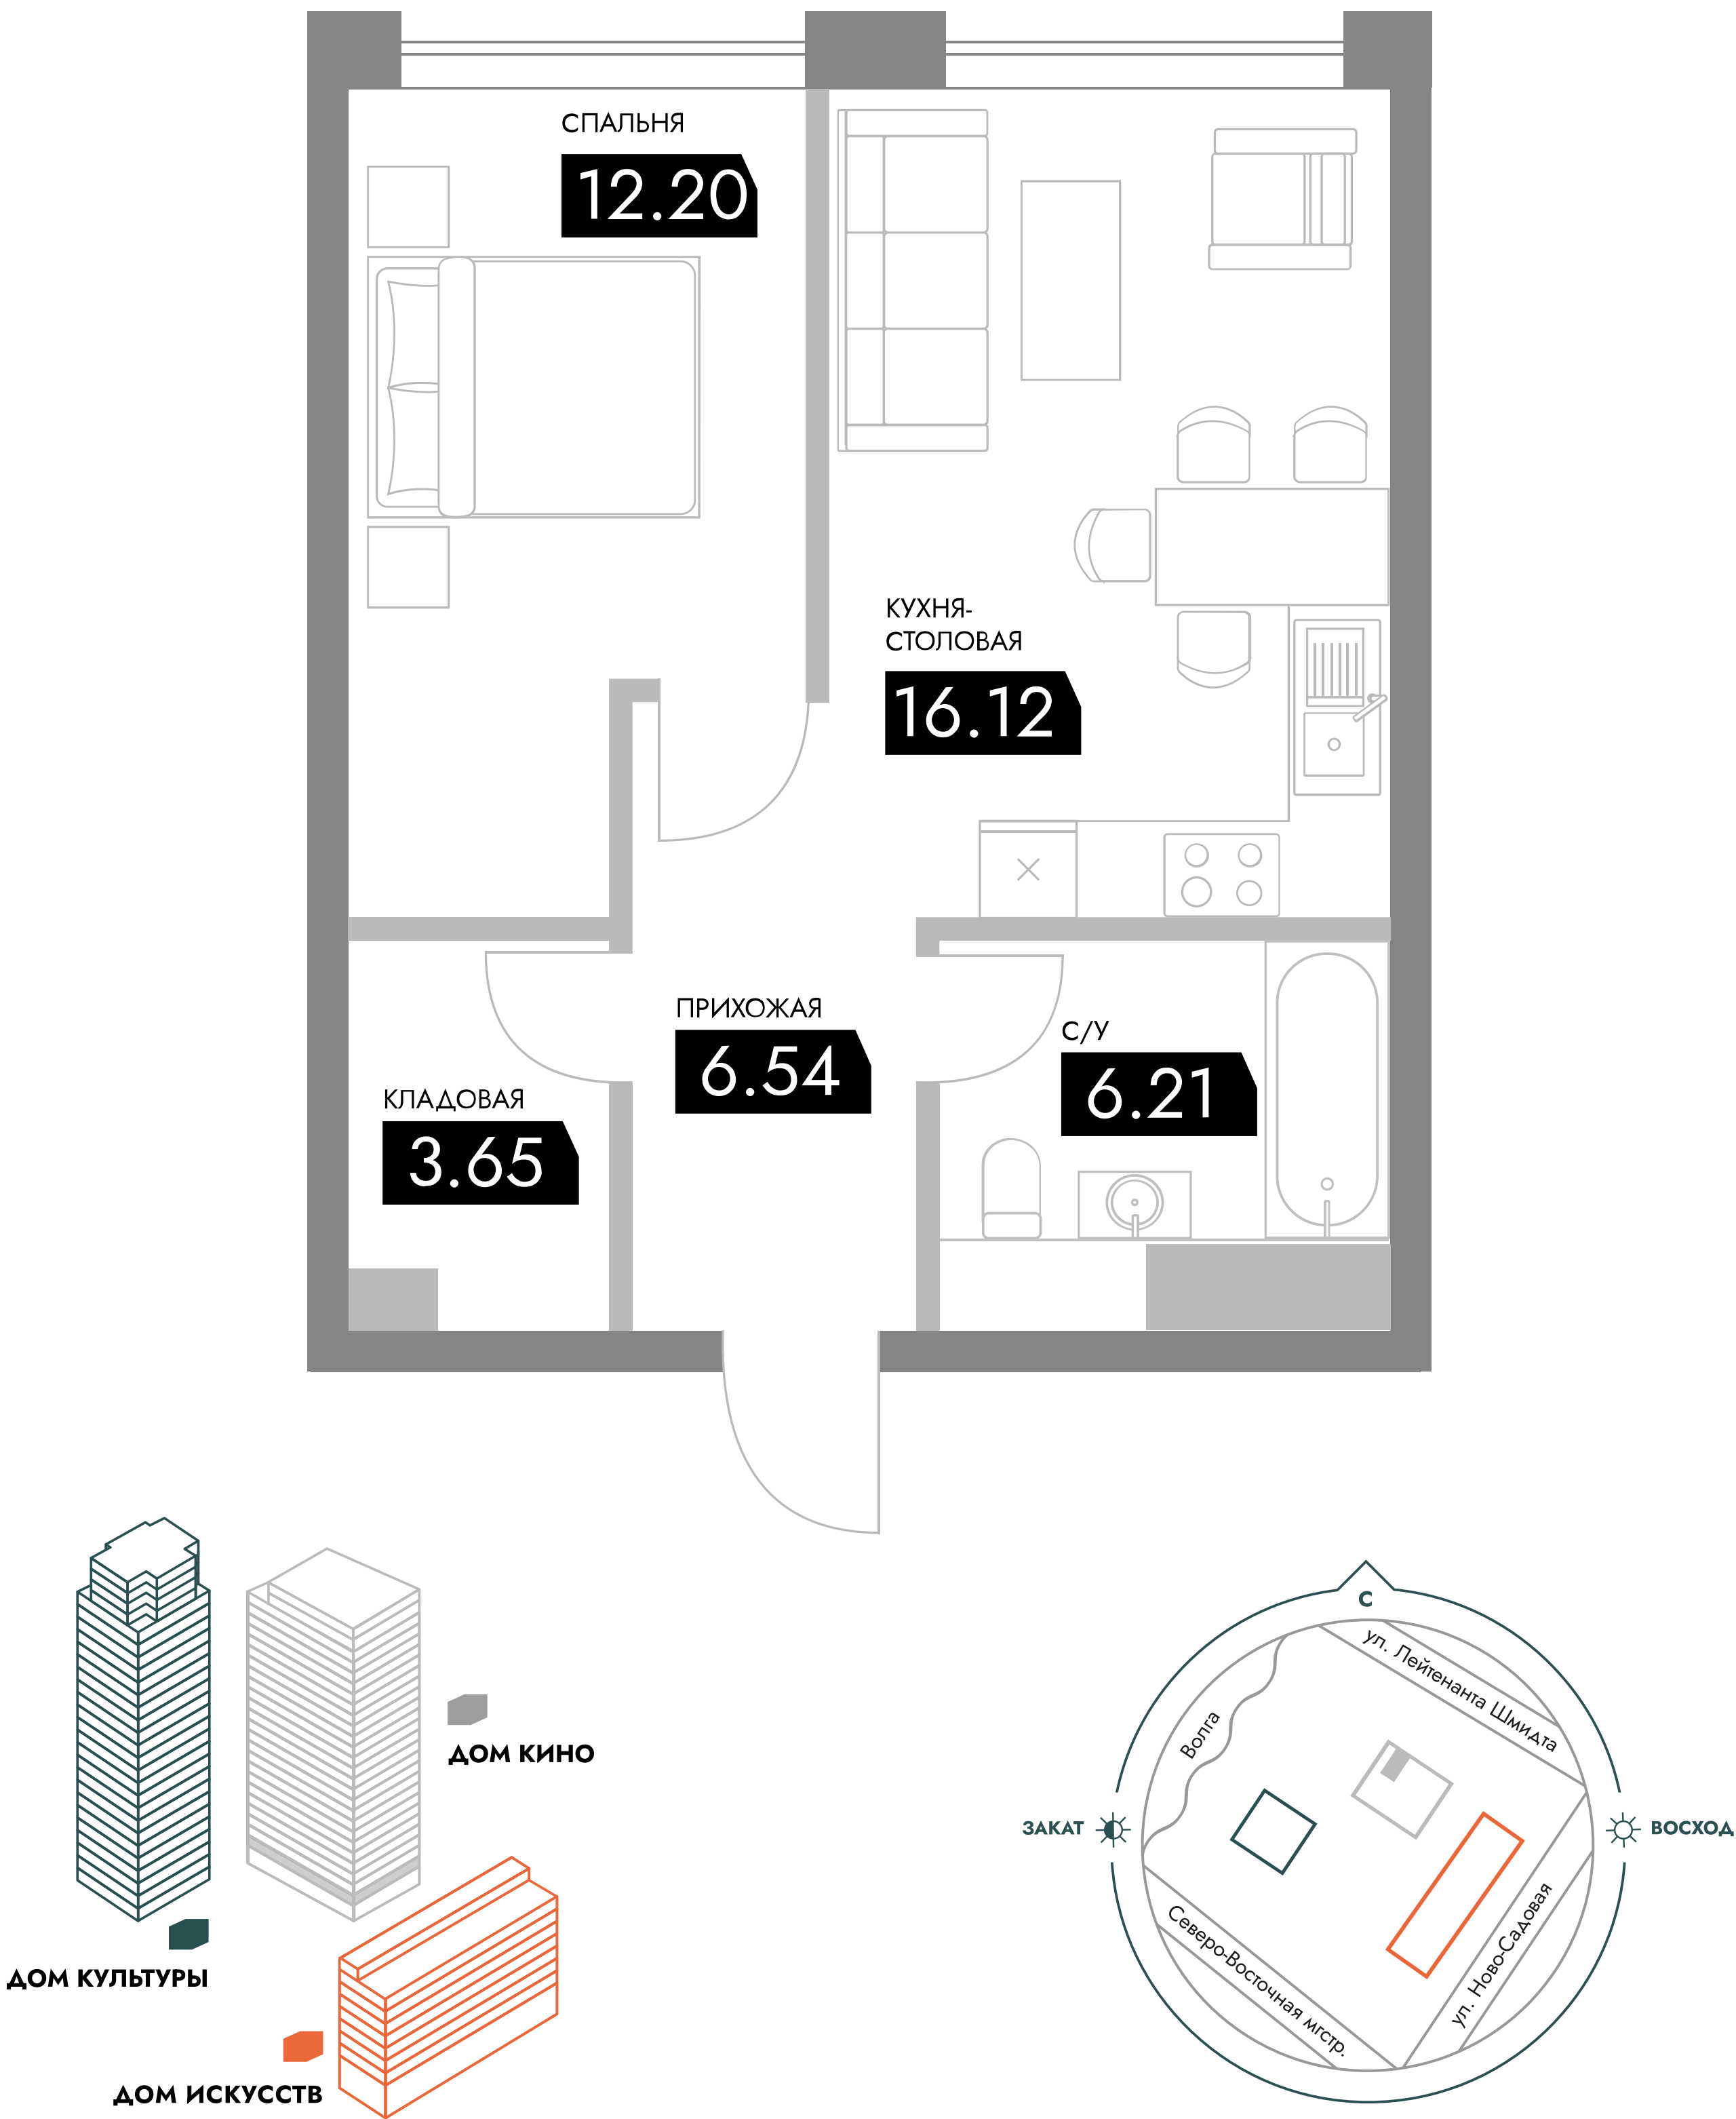 СПАЛЬНЯ
12.20
КУХНЯ-
СТОЛОВАЯ
16.12
ПРИХОЖАЯ
6.54
С/У
6.21
КЛАДОВАЯ
3.65
ДОМ КИНО
ДОМ КУЛЬТУРЫ
ДОМ ИСКУССТВ
С
ул. Лейтенанта Шмидта
Волга
ЗАКАТ
ВОСХОД
Северо-Восточная мгстр.
ул. Ново-Садовая